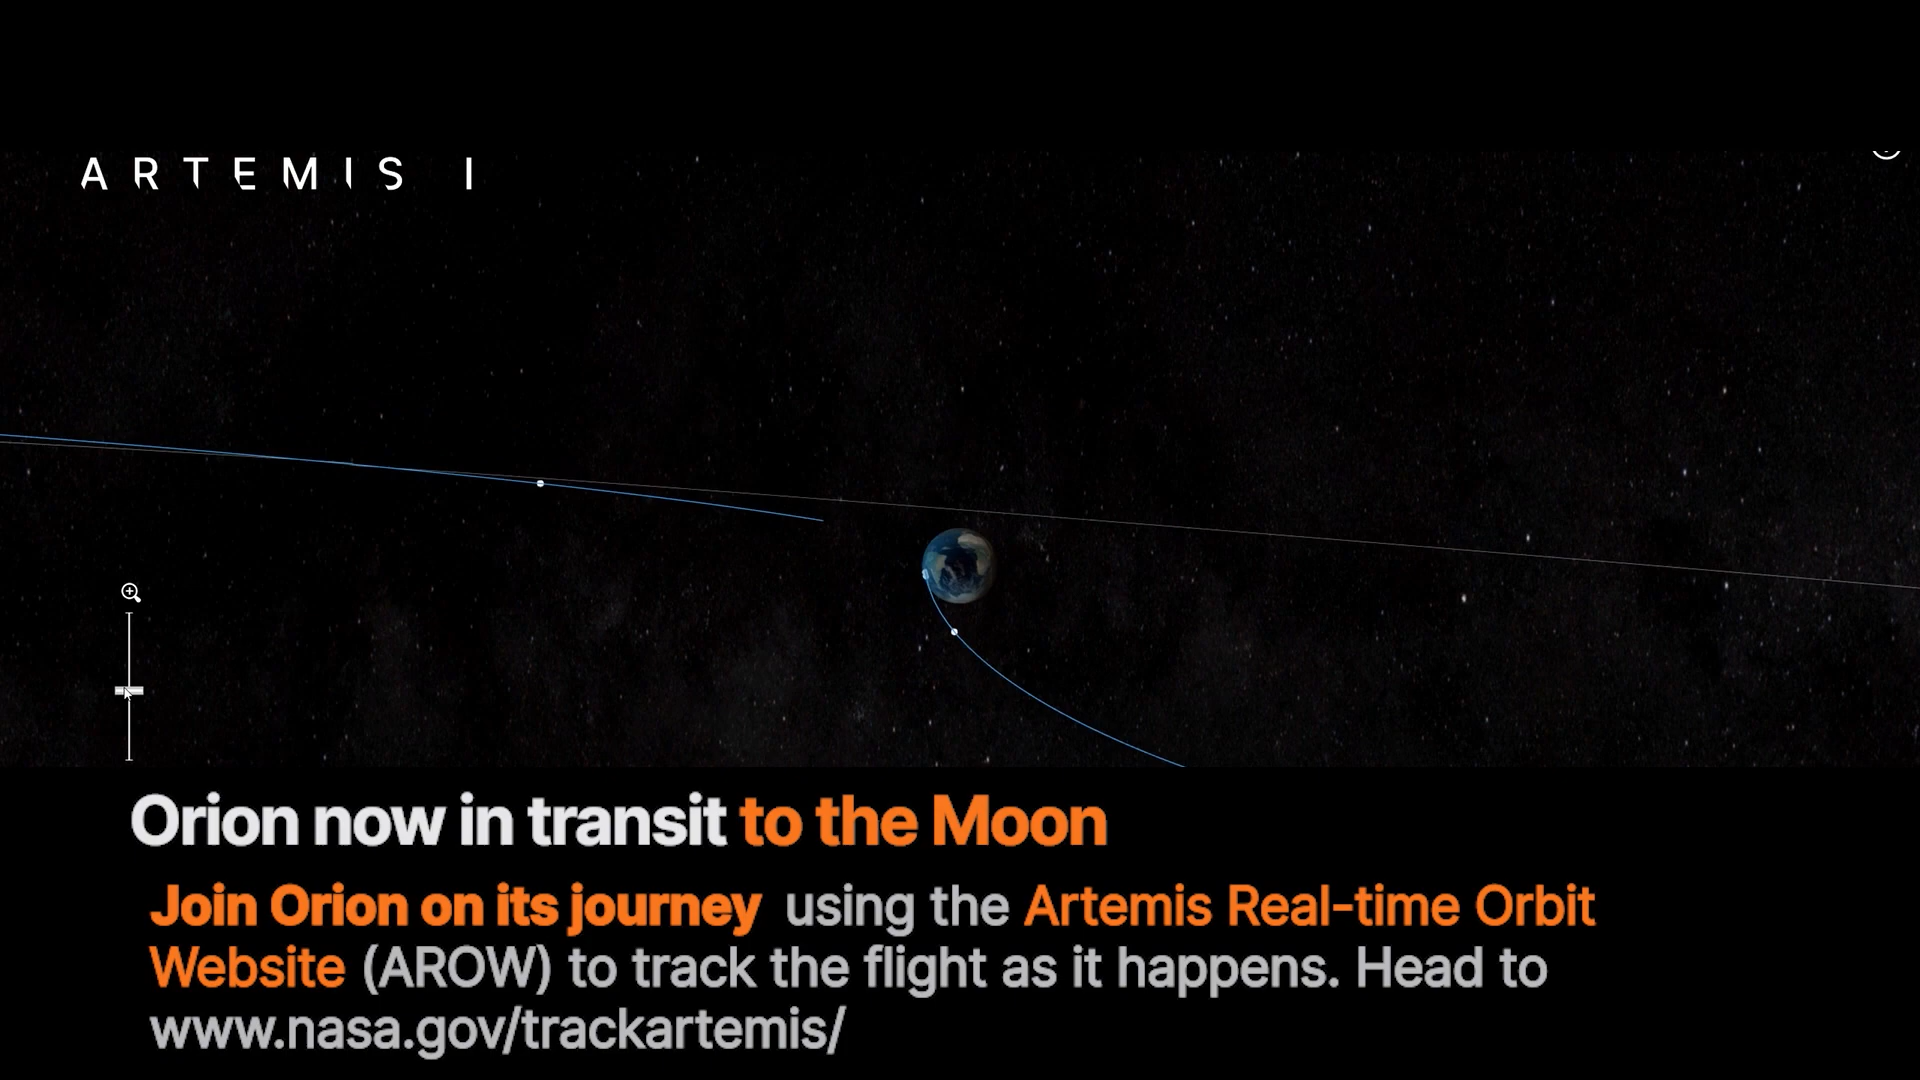 ARTEMIS I
Orion now in transit to the Moon
Join Orion on its journey using the Artemis Real-time Orbit
Website (AROW) to track the flight as it happens. Head to
www.nasa.gov/trackartemis/